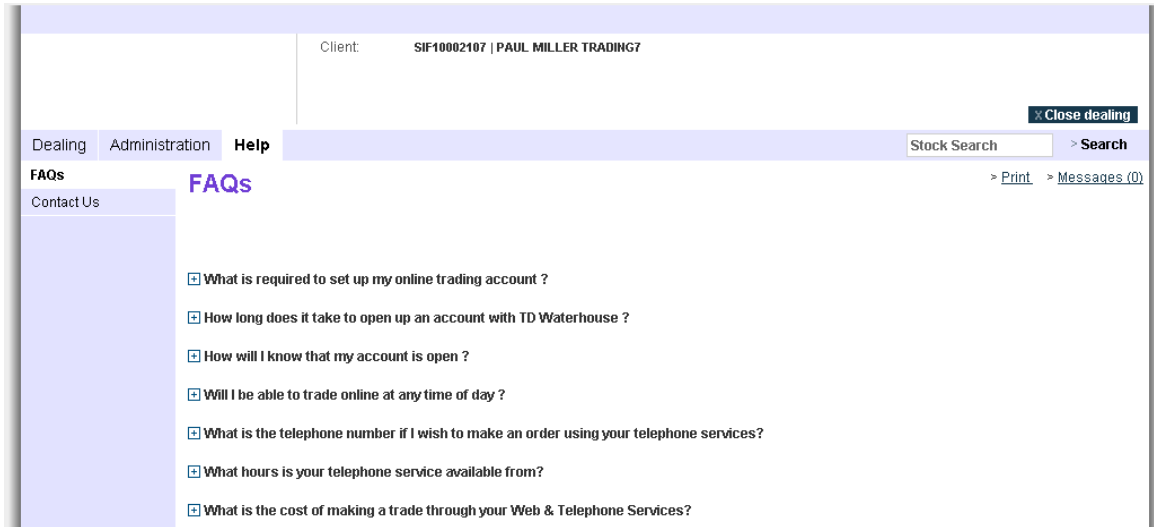 Client: SIF10002107 | PAUL MILLER TRADING7
X Close dealing
Dealing Administration Help Stock Search > Search
FAQs
Contact Us
FAQs
> Print > Messages (0)
What is required to set up my online trading account ?
How long does it take to open up an account with TD Waterhouse ?
How will I know that my account is open ?
Will I be able to trade online at any time of day ?
What is the telephone number if I wish to make an order using your telephone services?
What hours is your telephone service available from?
What is the cost of making a trade through your Web & Telephone Services?